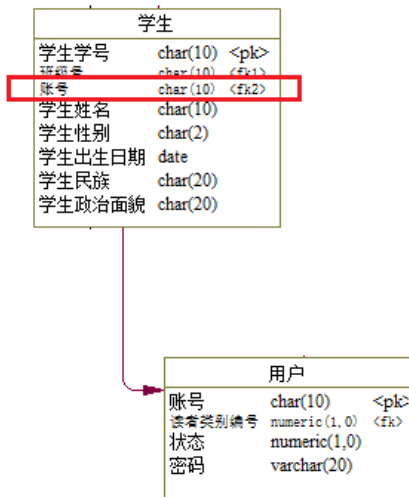 学生
学生学号 char(10) <pk>
班级号 char(10) <fk1>
账号 char(10) <fk2>
学生姓名 char(10)
学生性别 char(2)
学生出生日期 date
学生民族 char(20)
学生政治面貌 char(20)
用户
账号 char(10) <pk>
读者类别编号 numeric(1,0) <fk>
状态 numeric(1,0)
密码 varchar(20)